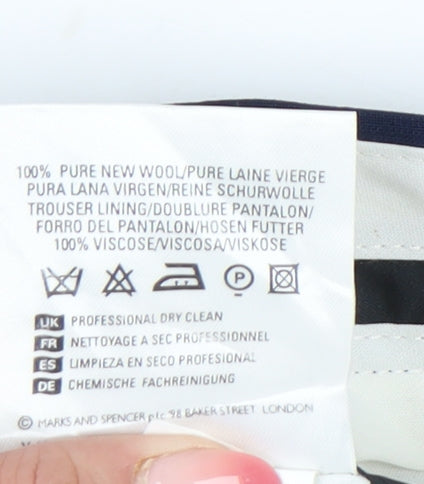 100% PURE NEW WOOL/PURE LAINE VIERGE
PURA LANA VIRGEN/REINE SCHURWOLLE
TROUSER LINING/DOUBLURE PANTALON/
FORRO DEL PANTALON/HOSEN FUTTER
100% VISCOSE/VISCOSA/VISKOSE
P
UK PROFESSIONAL DRY CLEAN
FR NETTOYAGE A SEC PROFESSIONNEL
ES LIMPIEZA EN SECO PROFESIONAL
DE CHEMISCHE FACHREINIGUNG
© MARKS AND SPENCER plc '98 BAKER STREET LONDON